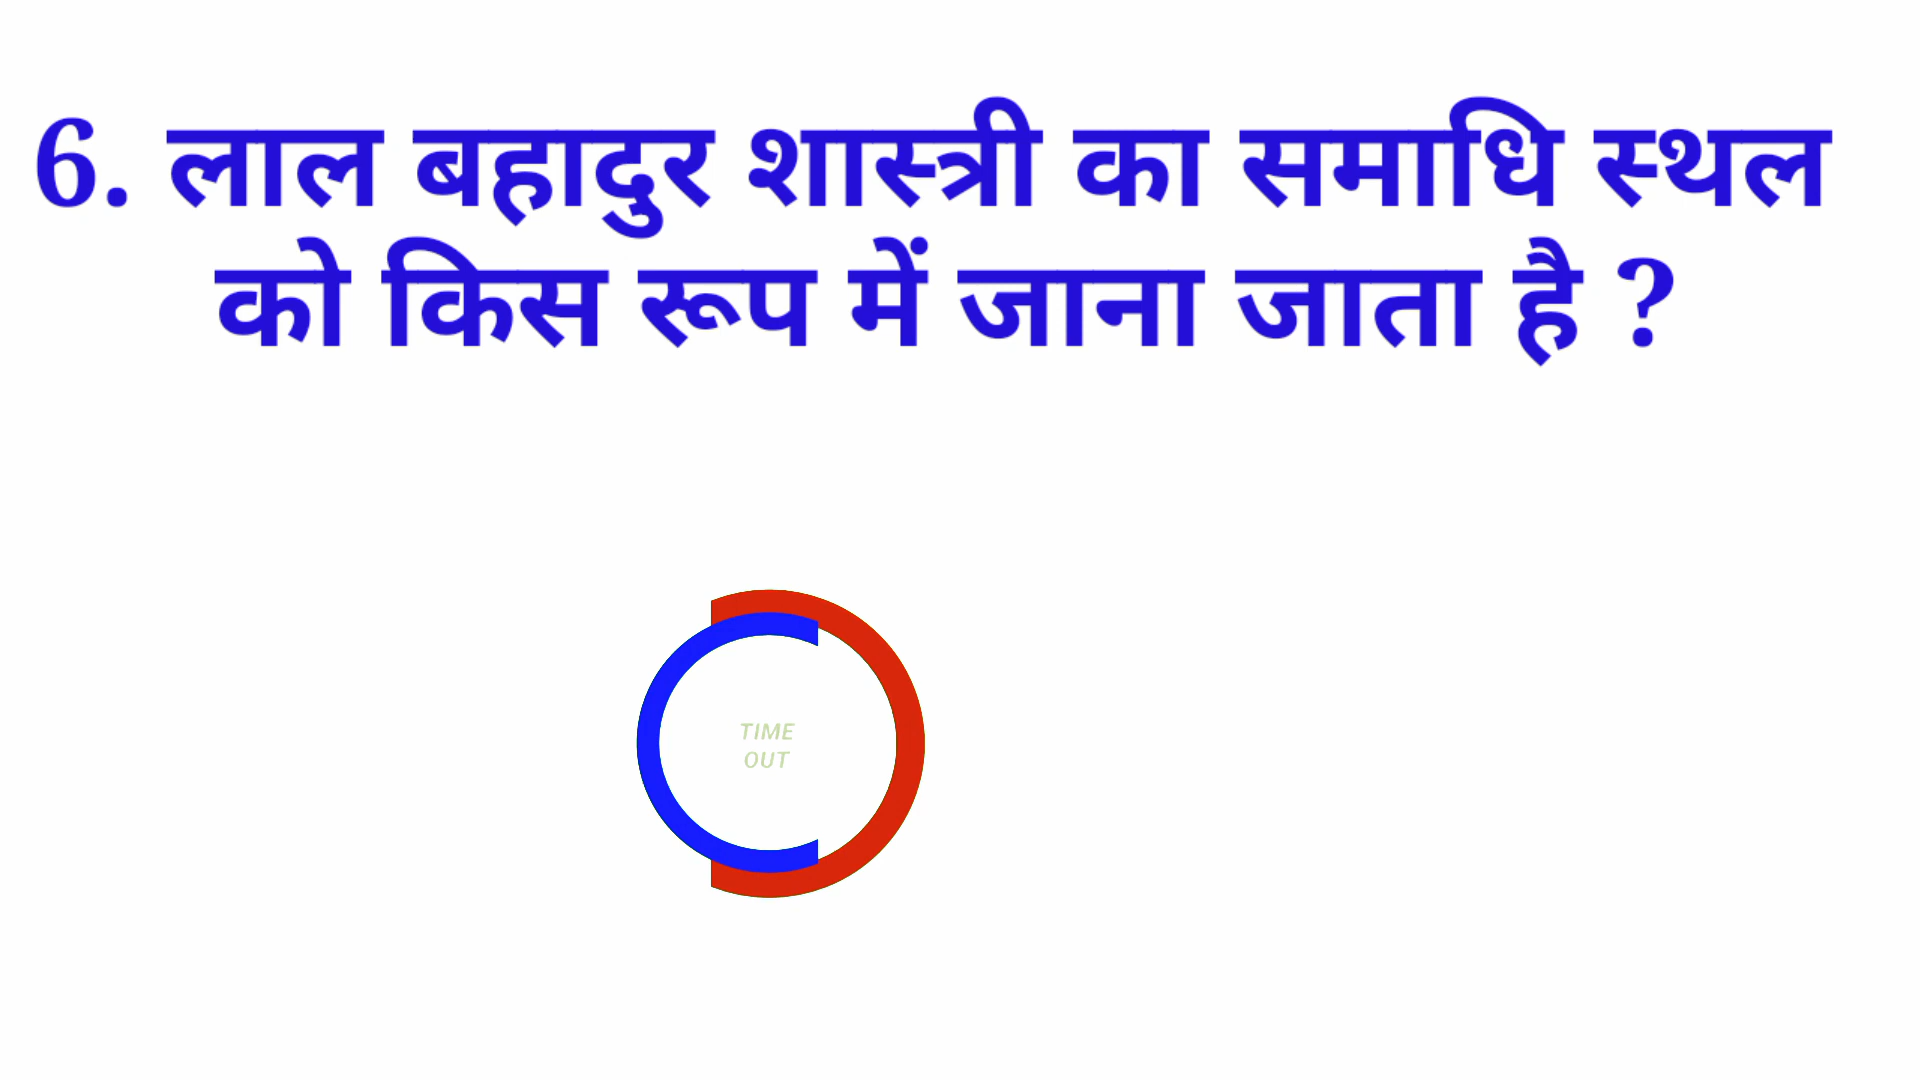 6. लाल बहादुर शास्त्री का समाधि स्थल
को किस रूप में जाना जाता है ?
TIME
OUT